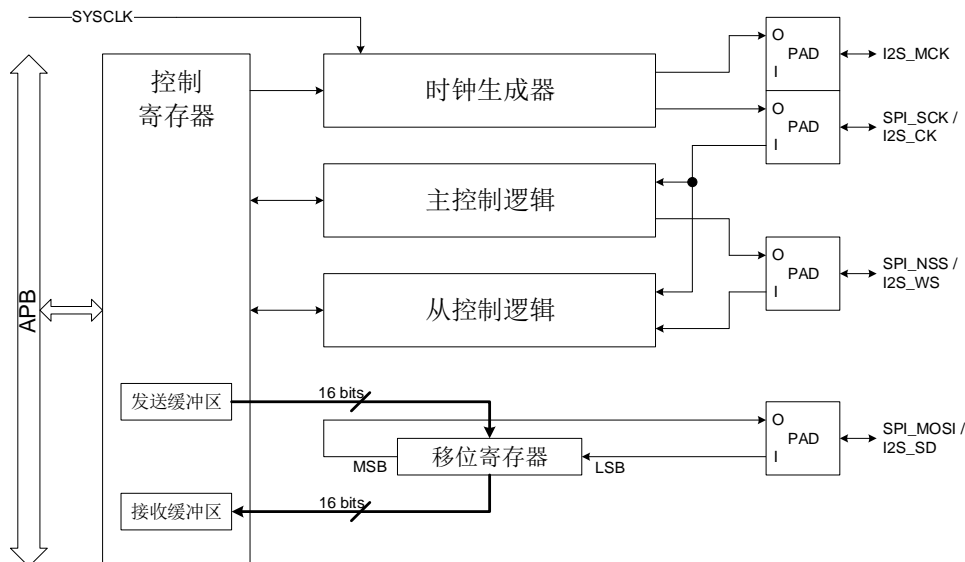 SYSCLK
控制
寄存器
时钟生成器
O
PAD
I
I2S_MCK
O
PAD
I
SPI_SCK /
I2S_CK
主控制逻辑
O
PAD
I
SPI_NSS /
I2S_WS
从控制逻辑
APB
发送缓冲区
16 bits
O
PAD
I
SPI_MOSI /
I2S_SD
MSB
移位寄存器
LSB
接收缓冲区
16 bits